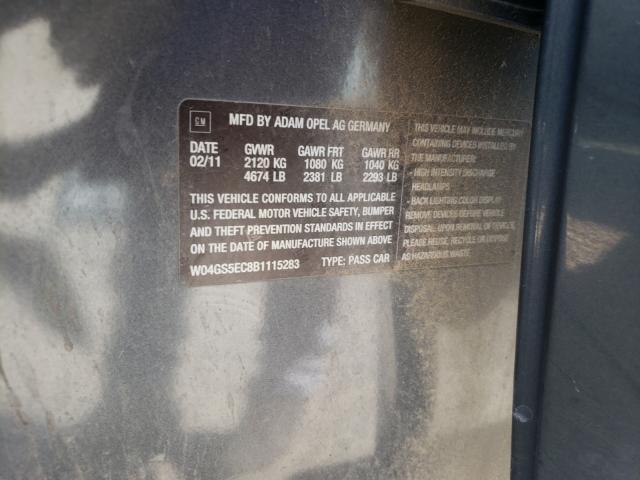 GM
MFD BY ADAM OPEL AG GERMANY
DATE GVWR GAWR FRT GAWR RR
02/11 2120 KG 1080 KG 1040 KG
4674 LB 2381 LB 2293 LB
THIS VEHICLE CONFORMS TO ALL APPLICABLE
U.S. FEDERAL MOTOR VEHICLE SAFETY, BUMPER
AND THEFT PREVENTION STANDARDS IN EFFECT
ON THE DATE OF MANUFACTURE SHOWN ABOVE
W04GS5EC8B1115283 TYPE: PASS CAR
THIS VEHICLE MAY INCLUDE MERCURY
CONTAINING DEVICES INSTALLED BY
THE MANUFACTURER:
- HIGH INTENSITY DISCHARGE
HEADLAMPS
- BACK LIGHTING COLOR DISPLAY
REMOVE DEVICES BEFORE VEHICLE
DISPOSAL. UPON REMOVAL OF DEVICES,
PLEASE REUSE, RECYCLE OR DISPOSE
AS HAZARDOUS WASTE.